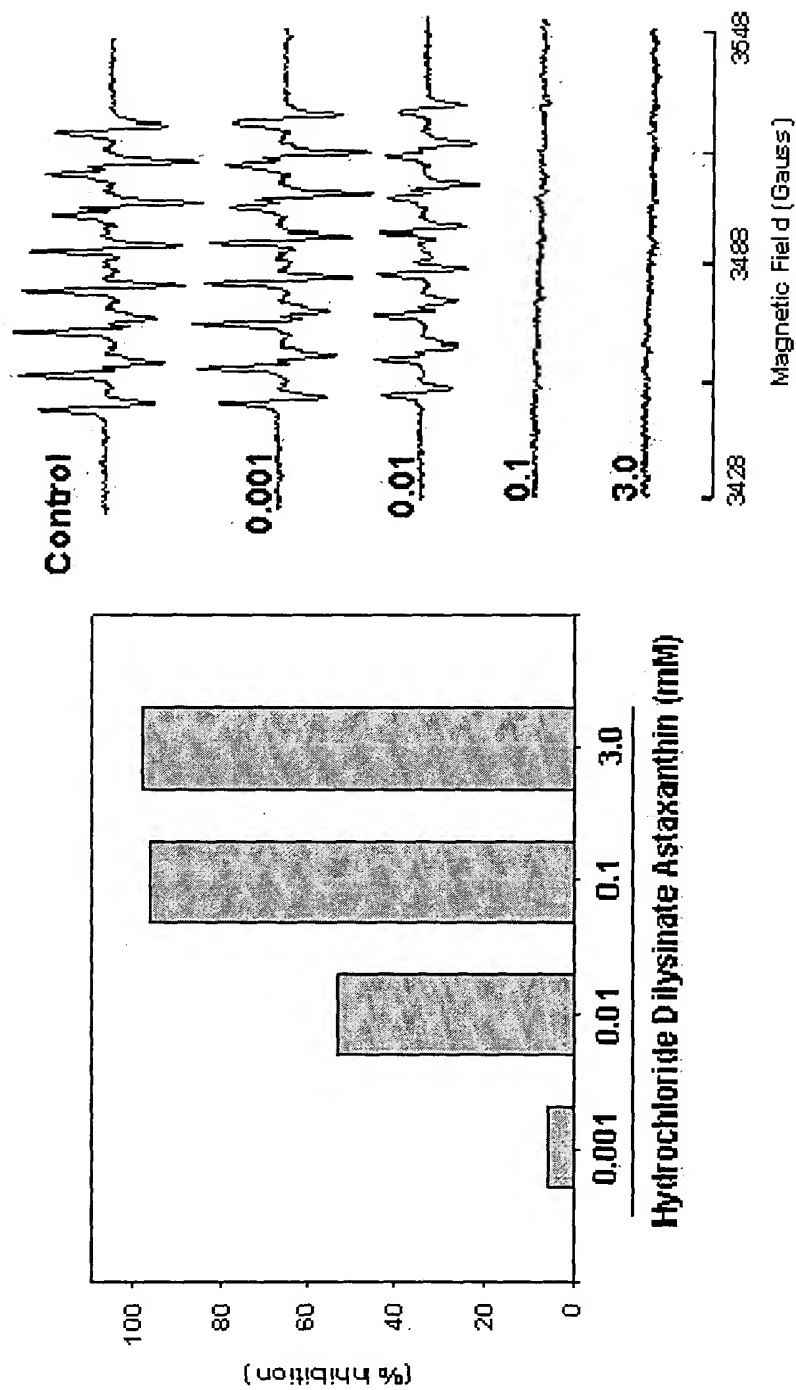 (% Inhibition)
100
80
60
40
20
0
0.001 0.01 0.1 3.0
Hydrochloride Dilysinate Astaxanthin (mM)
Control
0.001
0.01
0.1
3.0
3428 3488 3548
Magnetic Field (Gauss)